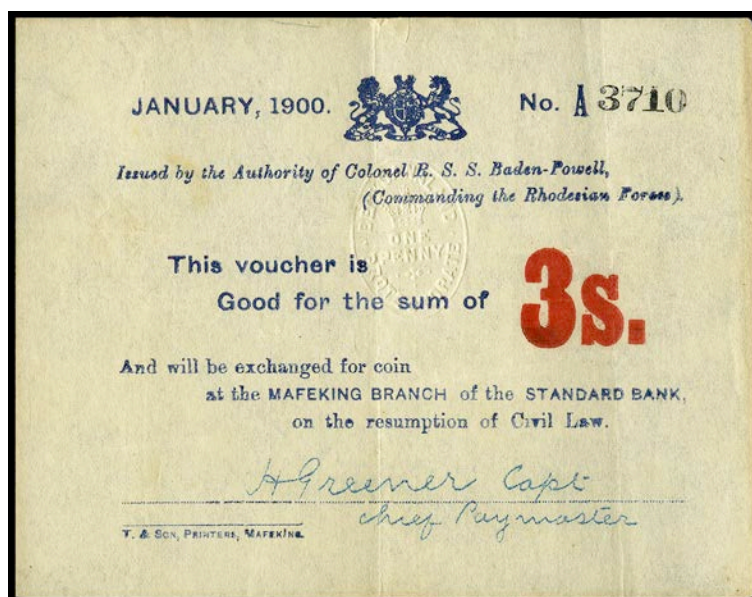 JANUARY, 1900.
No. A 3710
Issued by the Authority of Colonel R. S. S. Baden-Powell,
(Commanding the Rhodesian Forces).
This voucher is
Good for the sum of
3s.
And will be exchanged for coin
at the MAFEKING BRANCH of the STANDARD BANK,
on the resumption of Civil Law.
H Greener Capt
chief Paymaster
T. & SON, PRINTERS, MAFEKING.
ONE
PENNY